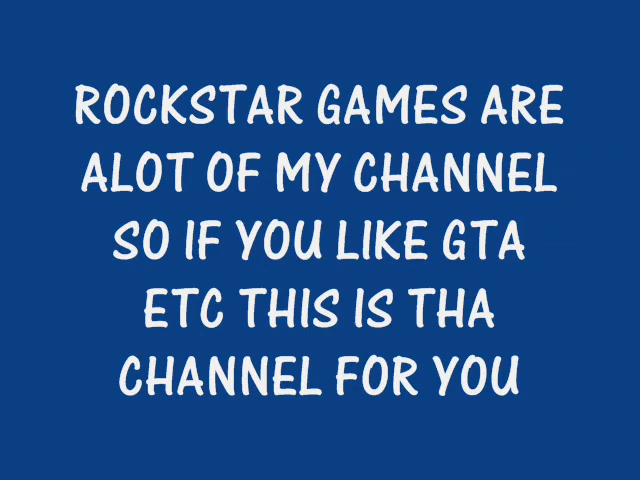 ROCKSTAR GAMES ARE
ALOT OF MY CHANNEL
SO IF YOU LIKE GTA
ETC THIS IS THA
CHANNEL FOR YOU